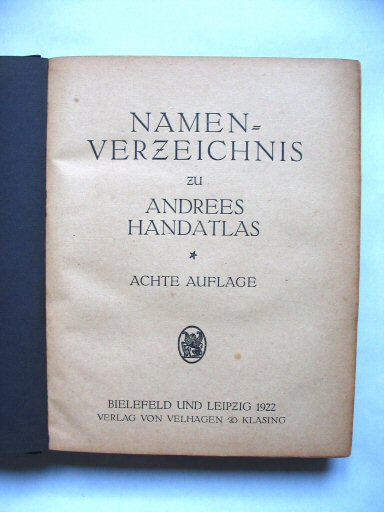 NAMEN=
VERZEICHNIS
ZU
ANDREES
HANDATLAS
*
ACHTE AUFLAGE
BIELEFELD UND LEIPZIG 1922
VERLAG VON VELHAGEN & KLASING